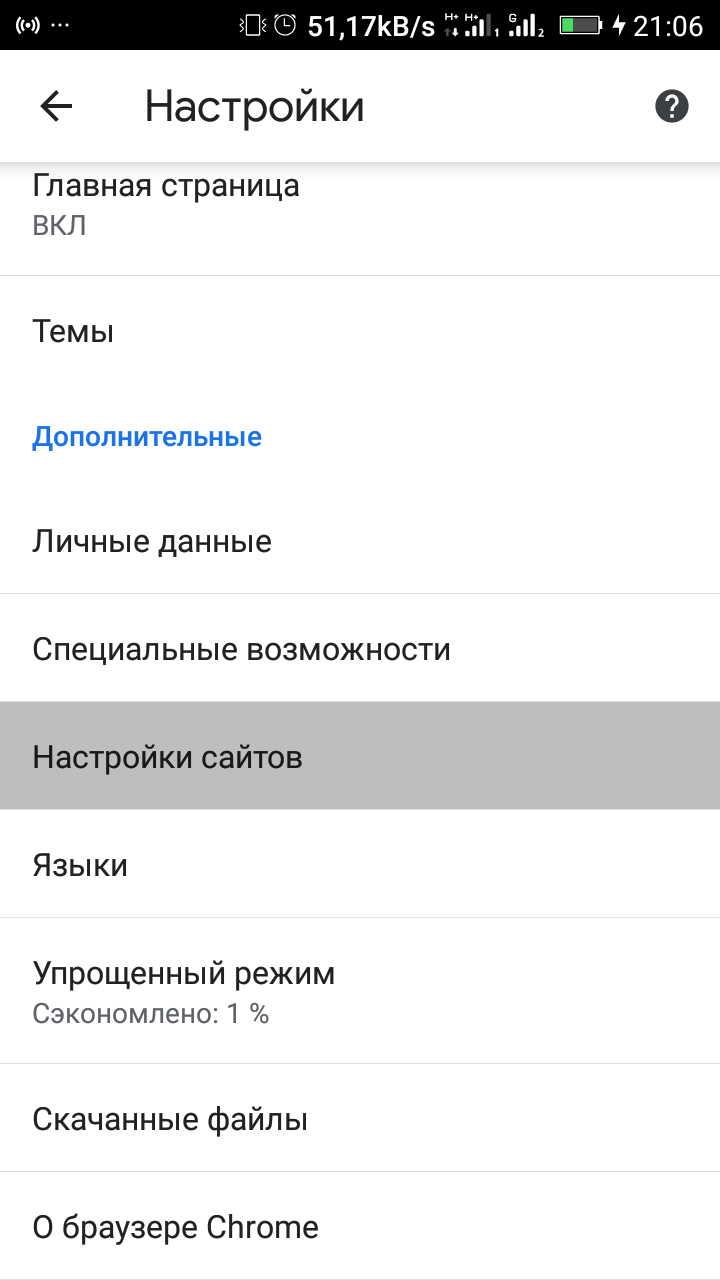 51,17kB/s H+ H+ 1 G 2 21:06
Настройки
Главная страница
ВКЛ
Темы
Дополнительные
Личные данные
Специальные возможности
Настройки сайтов
Языки
Упрощенный режим
Сэкономлено: 1 %
Скачанные файлы
О браузере Chrome